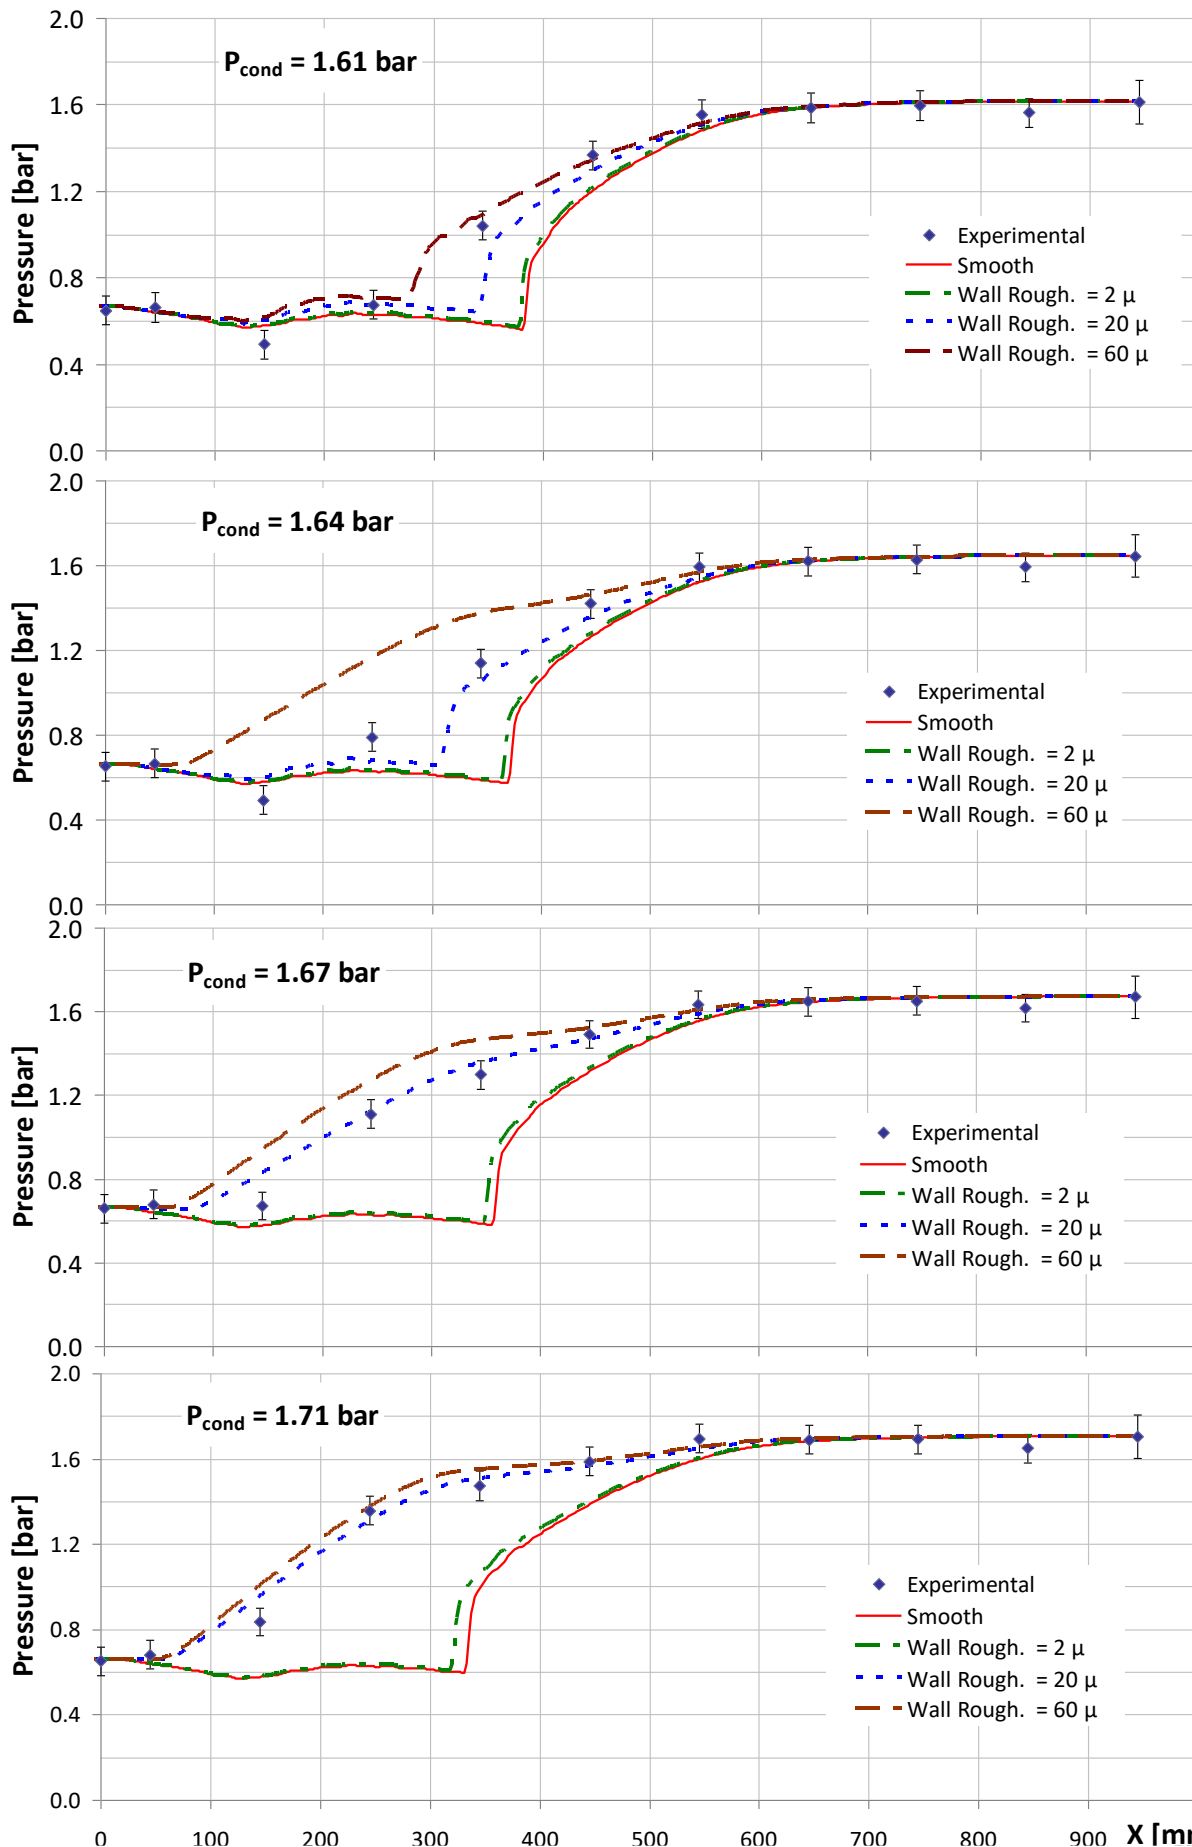 2.0
P_cond = 1.61 bar
1.6
1.2
0.8
0.4
0.0
Pressure [bar]
Experimental
Smooth
Wall Rough. = 2 µ
Wall Rough. = 20 µ
Wall Rough. = 60 µ
2.0
P_cond = 1.64 bar
1.6
1.2
0.8
0.4
0.0
Pressure [bar]
Experimental
Smooth
Wall Rough. = 2 µ
Wall Rough. = 20 µ
Wall Rough. = 60 µ
2.0
P_cond = 1.67 bar
1.6
1.2
0.8
0.4
0.0
Pressure [bar]
Experimental
Smooth
Wall Rough. = 2 µ
Wall Rough. = 20 µ
Wall Rough. = 60 µ
2.0
P_cond = 1.71 bar
1.6
1.2
0.8
0.4
0.0
Pressure [bar]
Experimental
Smooth
Wall Rough. = 2 µ
Wall Rough. = 20 µ
Wall Rough. = 60 µ
0 100 200 300 400 500 600 700 800 900 X [m